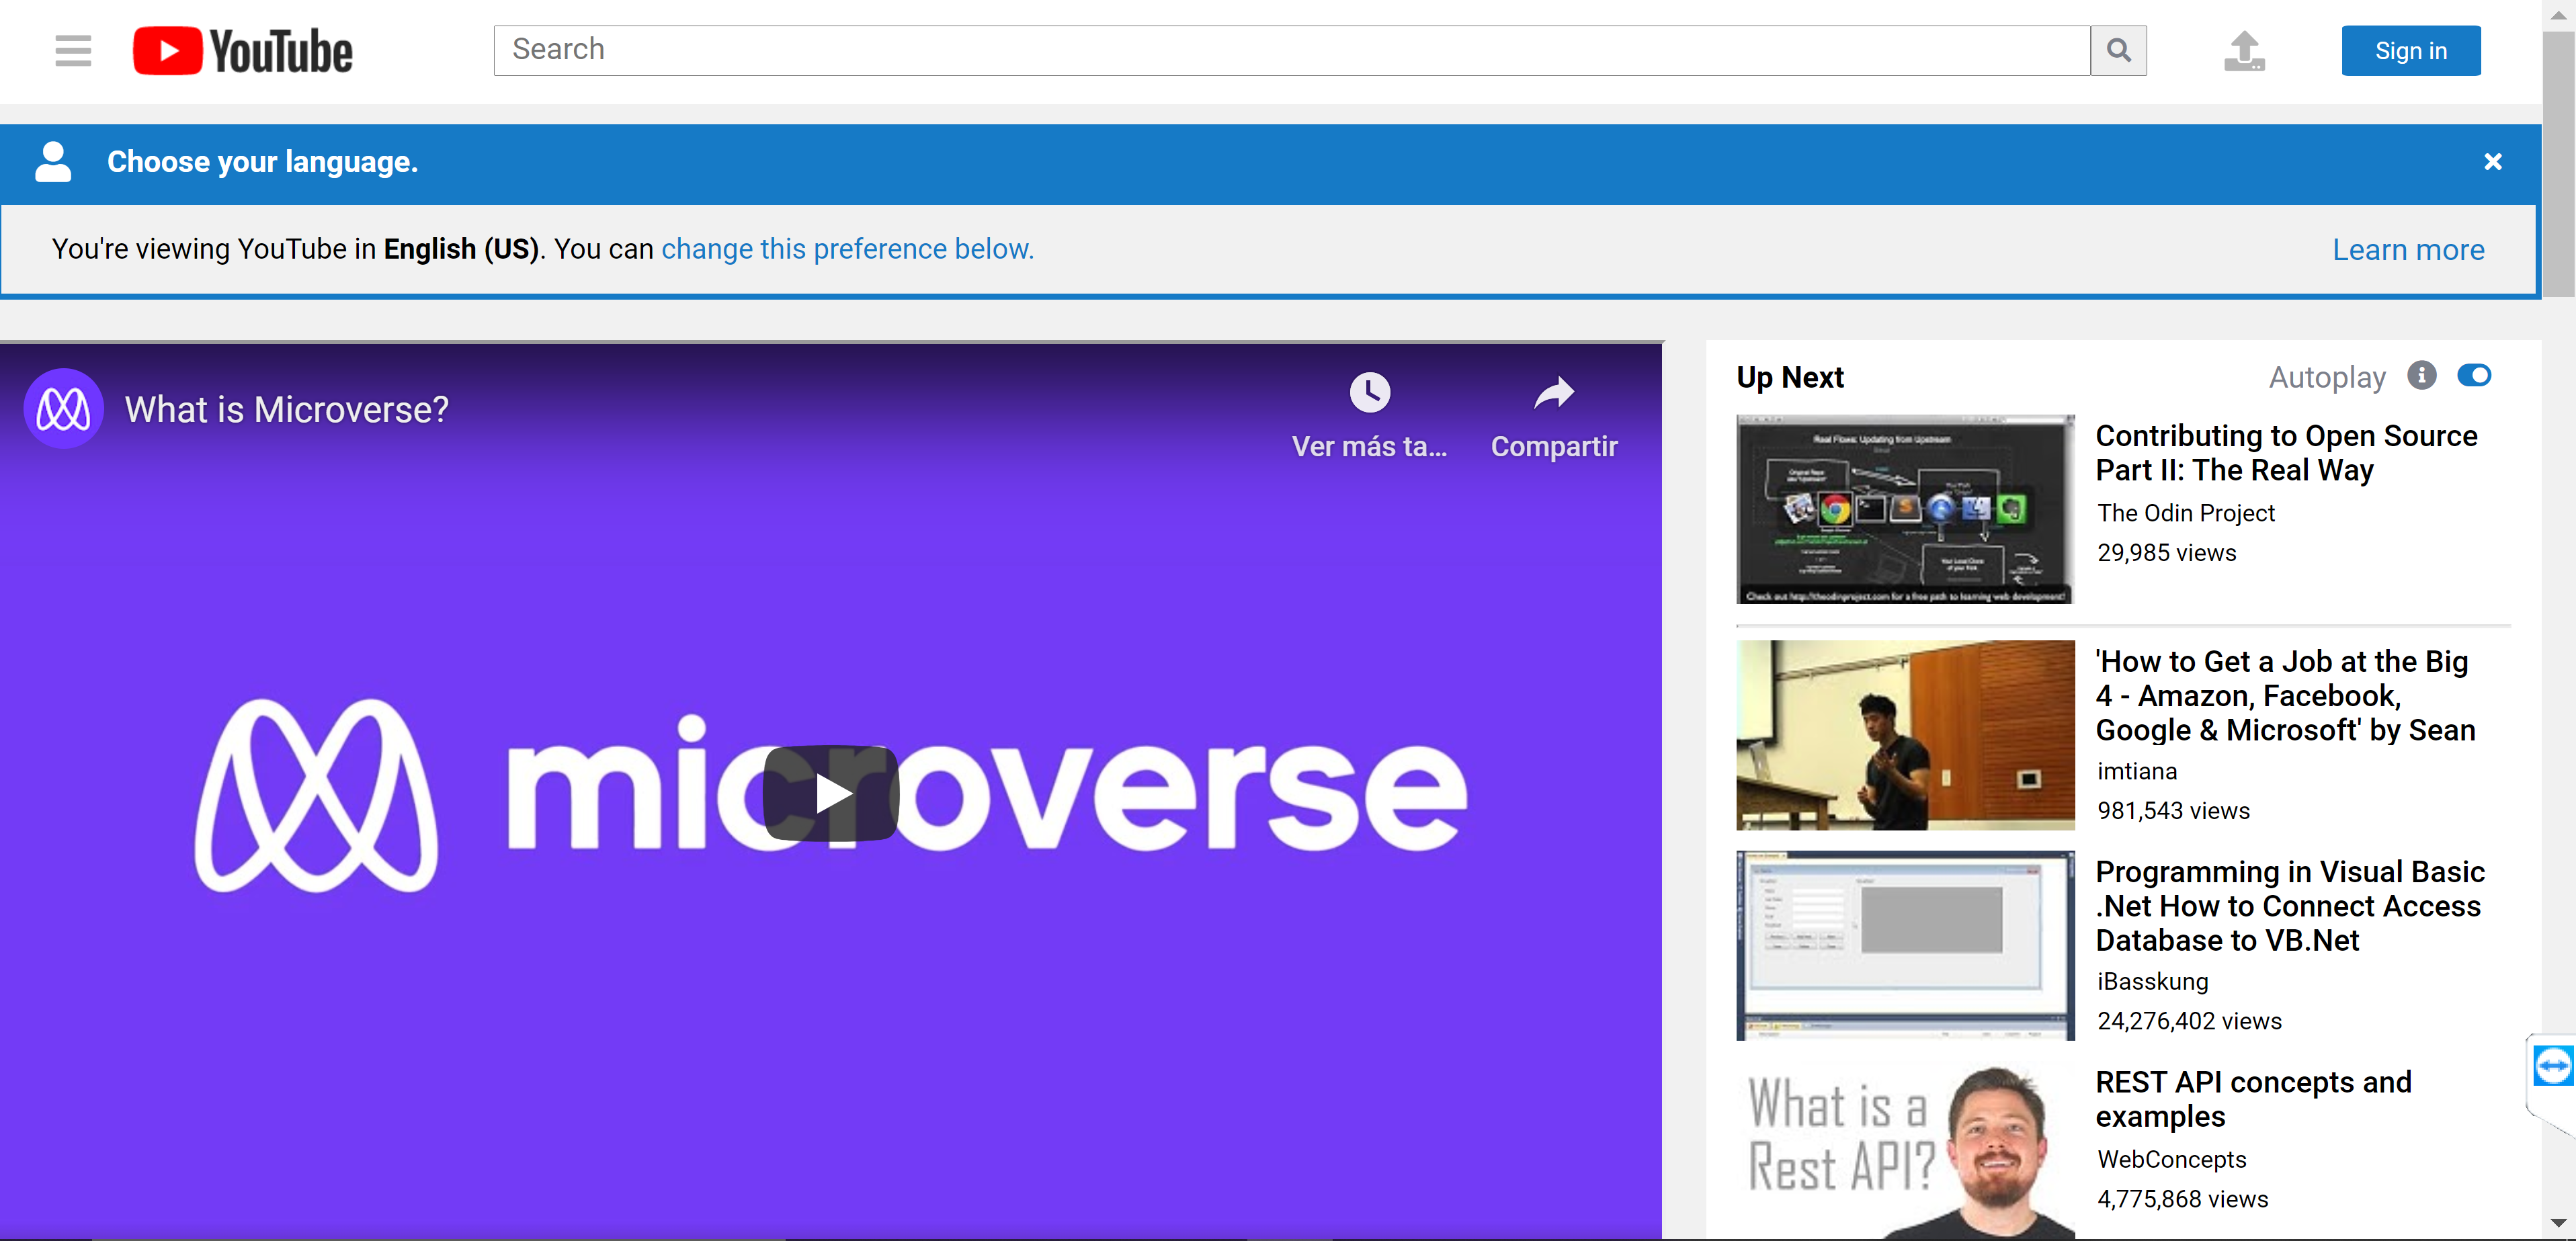 YouTube
Search
Sign in
Choose your language.
You're viewing YouTube in English (US). You can change this preference below.
Learn more
What is Microverse?
Ver más ta...
Compartir
microverse
Up Next
Autoplay
Real Flows: Updating from Upstream
Check out http://theodinproject.com for a free path to learning web development!
Contributing to Open Source
Part II: The Real Way
The Odin Project
29,985 views
'How to Get a Job at the Big
4 - Amazon, Facebook,
Google & Microsoft' by Sean
imtiana
981,543 views
Programming in Visual Basic
.Net How to Connect Access
Database to VB.Net
iBasskung
24,276,402 views
What is a
Rest API?
REST API concepts and
examples
WebConcepts
4,775,868 views